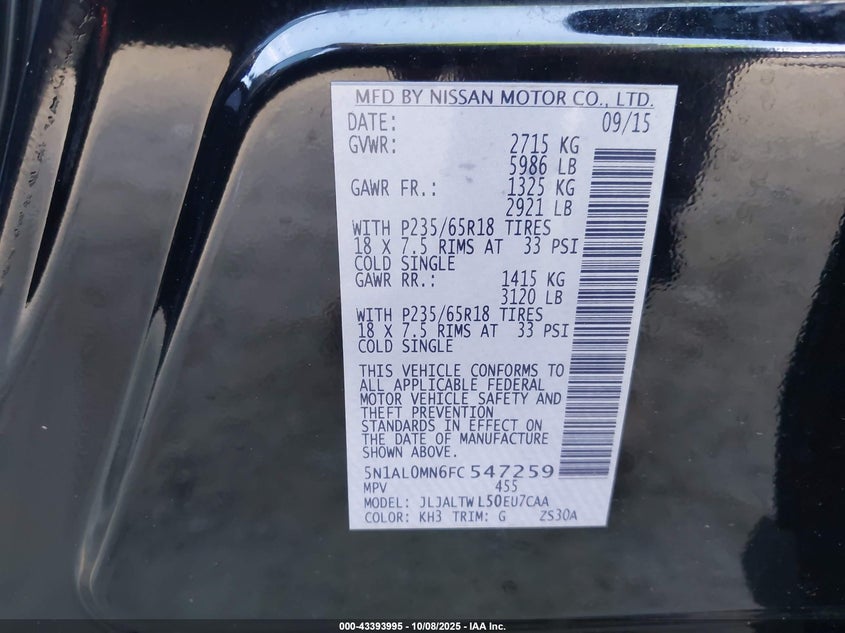 MFD BY NISSAN MOTOR CO., LTD.
DATE: 09/15
GVWR: 2715 KG
5986 LB
GAWR FR.: 1325 KG
2921 LB
WITH P235/65R18 TIRES
18 X 7.5 RIMS AT 33 PSI
COLD SINGLE
GAWR RR.: 1415 KG
3120 LB
WITH P235/65R18 TIRES
18 X 7.5 RIMS AT 33 PSI
COLD SINGLE
THIS VEHICLE CONFORMS TO
ALL APPLICABLE FEDERAL
MOTOR VEHICLE SAFETY AND
THEFT PREVENTION
STANDARDS IN EFFECT ON
THE DATE OF MANUFACTURE
SHOWN ABOVE.
5N1AL0MN6FC547259
MPV 455
MODEL: JLJALTWL50EU7CAA
COLOR: KH3 TRIM: G ZS30A
000-43393995 - 10/08/2025 - IAA Inc.